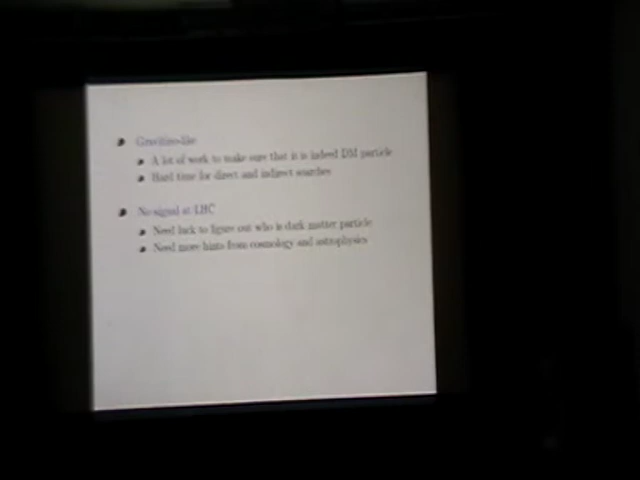 Gravitino-like
A lot of work to make sure that it is indeed DM particle
Hard time for direct and indirect searches
No signal at LHC
Need luck to figure out who is dark matter particle
Need more hints from cosmology and astrophysics